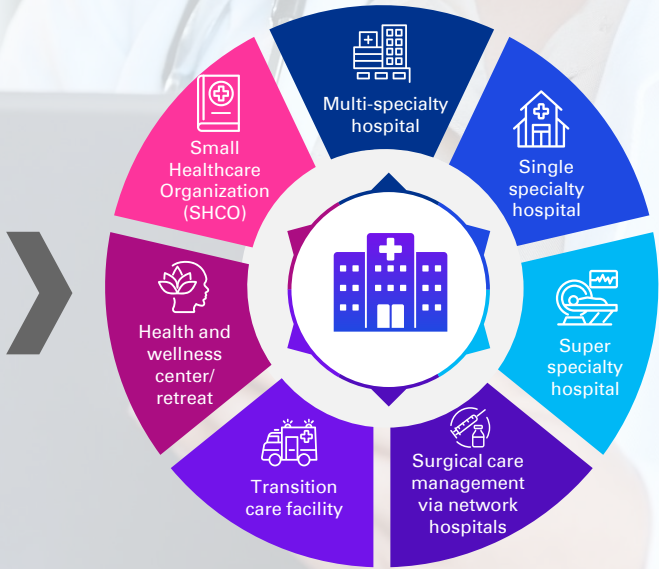 Multi-specialty
hospital
Single
specialty
hospital
Super
specialty
hospital
Surgical care
management
via network
hospitals
Transition
care facility
Health and
wellness
center/
retreat
Small
Healthcare
Organization
(SHCO)